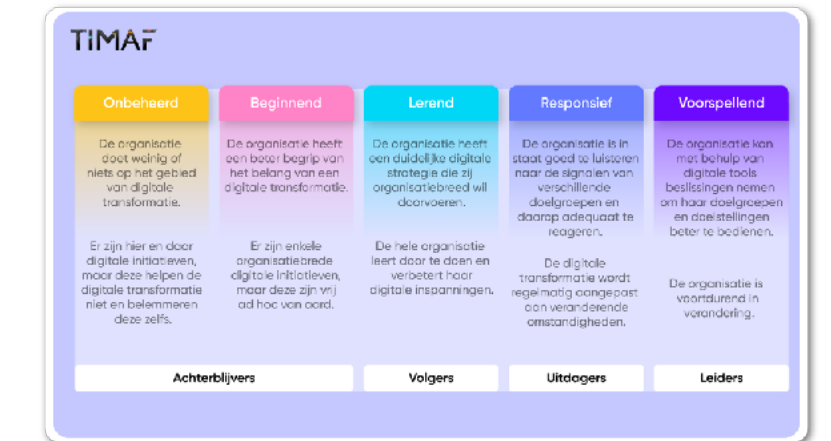 TIMAF
Onbeheerd
De organisatie
doet weinig of
niets op het gebied
van digitale
transformatie.
Er zijn hier en daar
digitale initiatieven,
maar deze helpen de
digitale transformatie
niet en belemmeren
deze zelfs.
Beginnend
De organisatie heeft
een beter begrip van
het belang van een
digitale transformatie.
Er zijn enkele
organisatiebrede
digitale initiatieven,
maar deze zijn vrij
ad hoc van aard.
Achterblijvers
Lerend
De organisatie heeft
een duidelijke digitale
strategie die zij
organisatiebreed wil
doorvoeren.
De hele organisatie
leert door te doen en
verbetert haar
digitale inspanningen.
Volgers
Responsief
De organisatie is in
staat goed te luisteren
naar de signalen van
verschillende
doelgroepen en
daarop adequaat te
reageren.
De digitale
transformatie wordt
regelmatig aangepast
aan veranderende
omstandigheden.
Uitdagers
Voorspellend
De organisatie kan
met behulp van
digitale tools
beslissingen nemen
om haar doelgroepen
en doelstellingen
beter te bedienen.
De organisatie is
voortdurend in
verandering.
Leiders